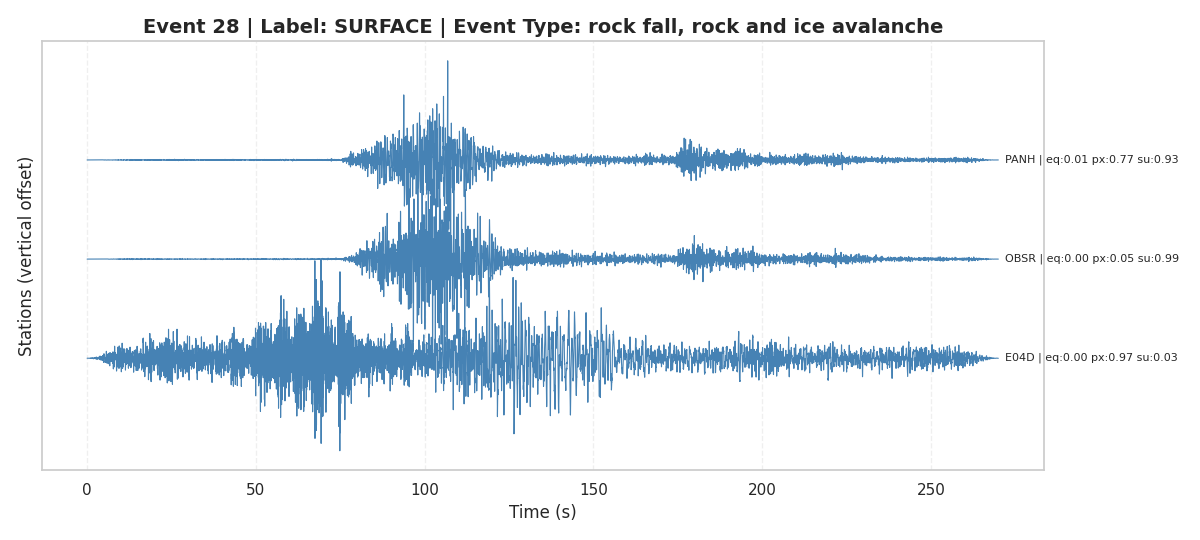 Event 28 | Label: SURFACE | Event Type: rock fall, rock and ice avalanche
Stations (vertical offset)
PANH | eq:0.01 px:0.77 su:0.93
OBSR | eq:0.00 px:0.05 su:0.99
E04D | eq:0.00 px:0.97 su:0.03
0 50 100 150 200 250
Time (s)